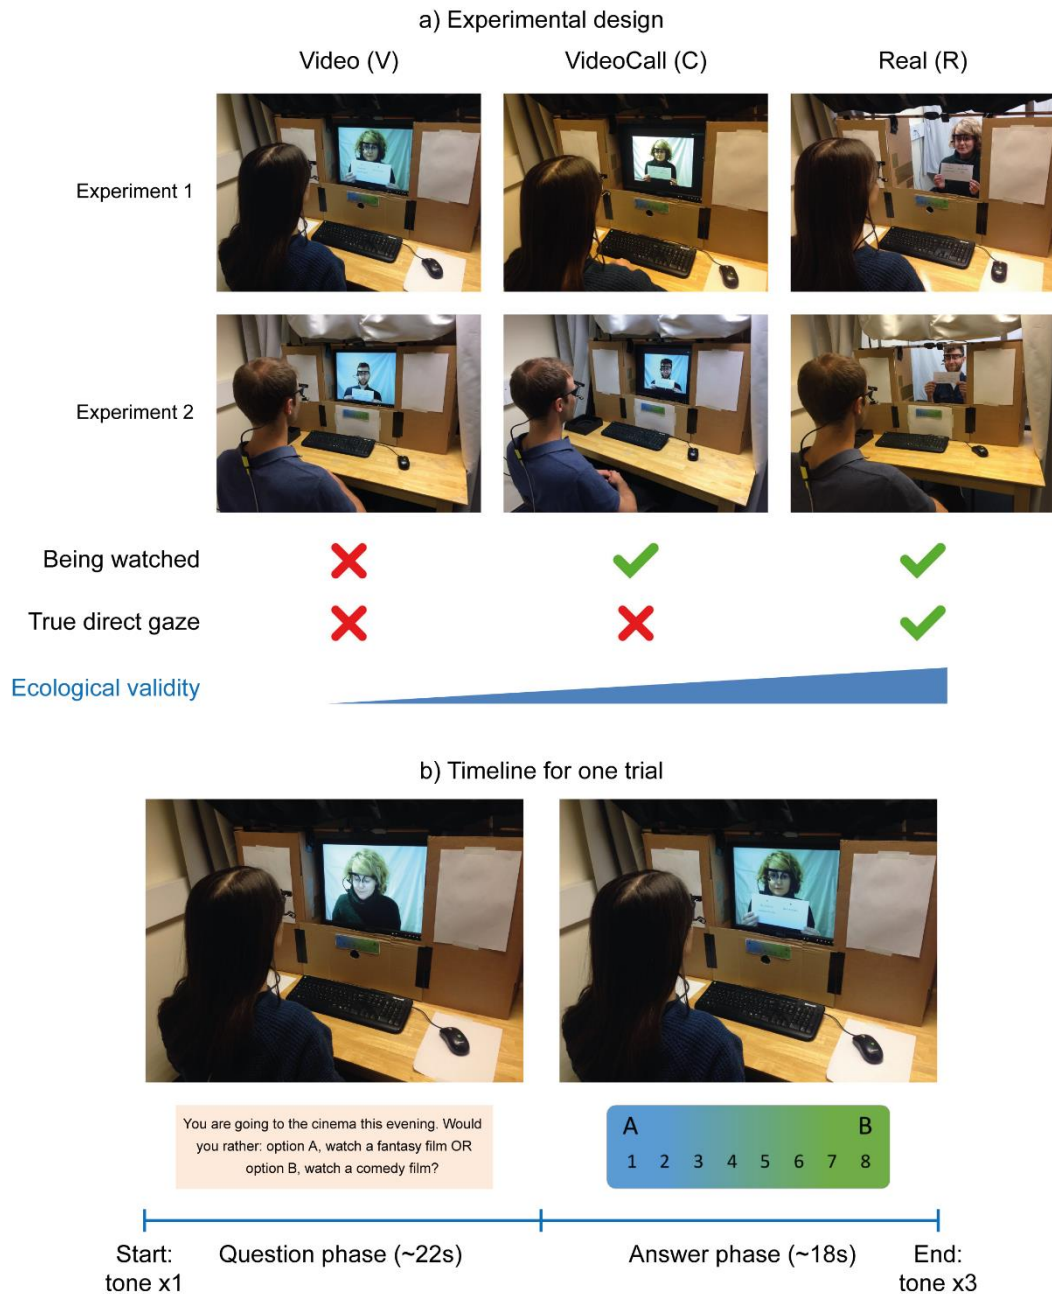 a) Experimental design
Video (V)
VideoCall (C)
Real (R)
Experiment 1
Experiment 2
Being watched
True direct gaze
Ecological validity
b) Timeline for one trial
You are going to the cinema this evening. Would
you rather: option A, watch a fantasy film OR
option B, watch a comedy film?
A B
1 2 3 4 5 6 7 8
Start:
tone x1
Question phase (~22s)
Answer phase (~18s)
End:
tone x3